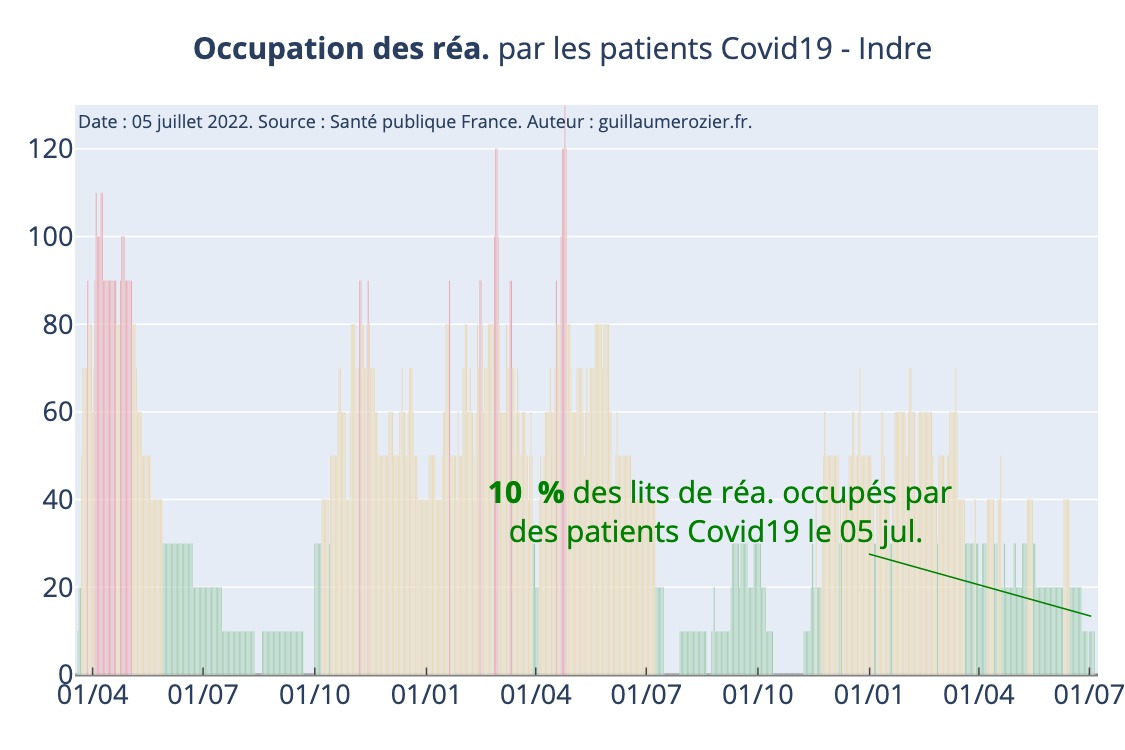 Occupation des réa. par les patients Covid19 - Indre
Date : 05 juillet 2022. Source : Santé publique France. Auteur : guillaumerozier.fr.
120
100
80
60
40
20
0
10  % des lits de réa. occupés par
des patients Covid19 le 05 jul.
01/04 01/07 01/10 01/01 01/04 01/07 01/10 01/01 01/04 01/07